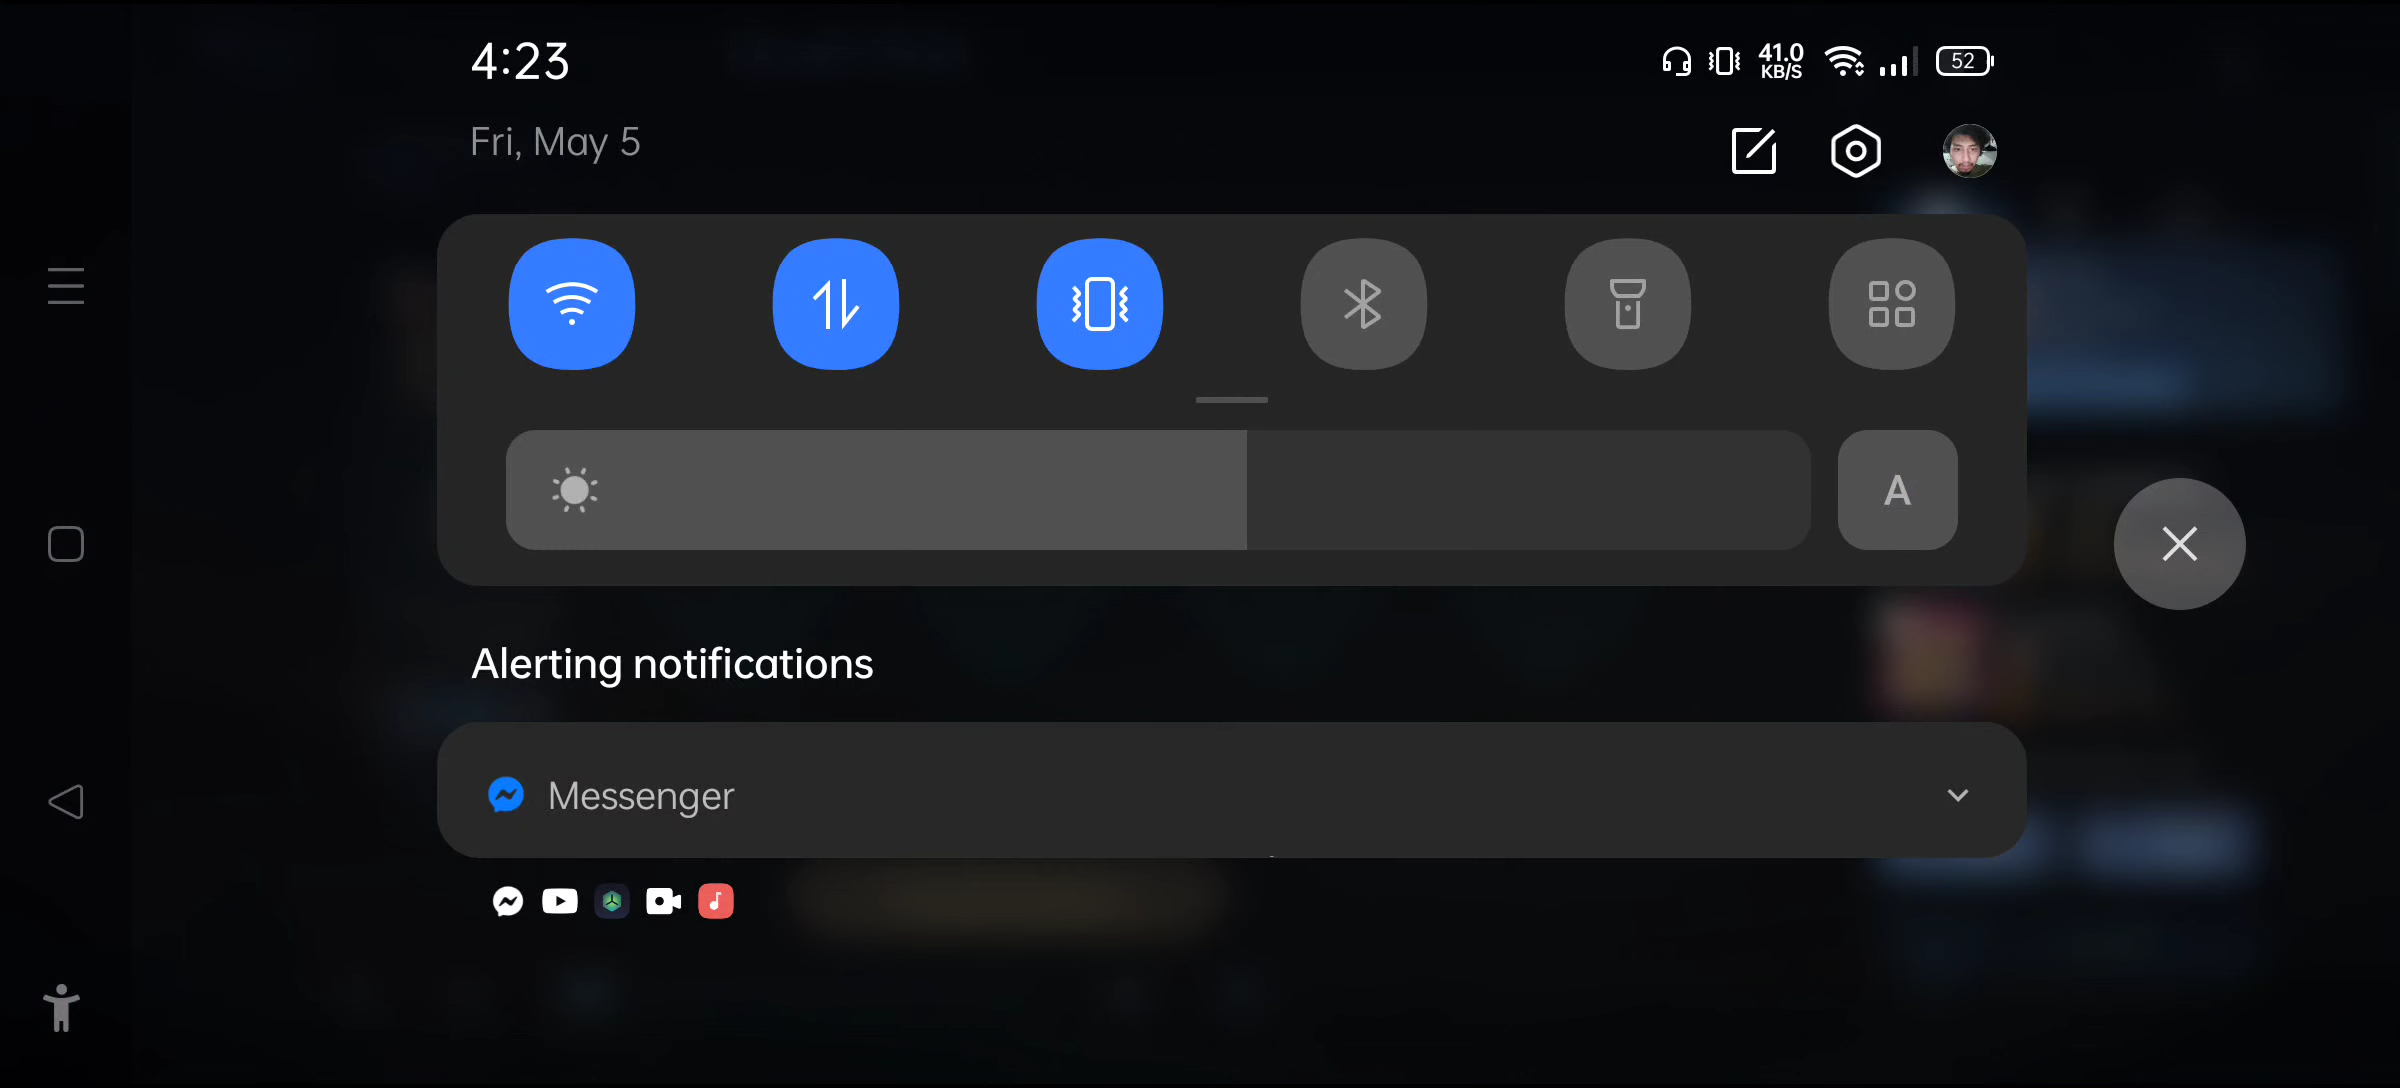 4:23
41.0
KB/S
52
Fri, May 5
A
Alerting notifications
Messenger